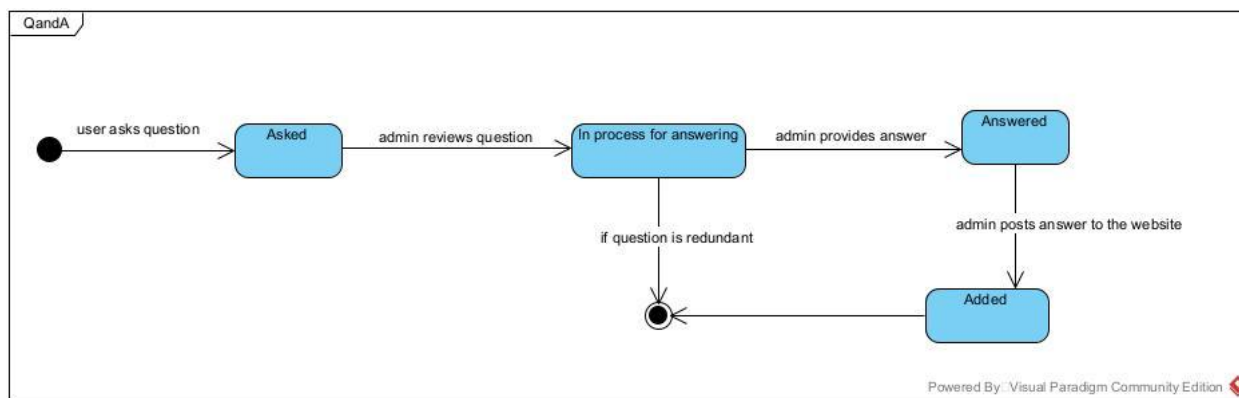 QandA
user asks question
Asked
admin reviews question
In process for answering
admin provides answer
Answered
if question is redundant
admin posts answer to the website
Added
Powered By Visual Paradigm Community Edition